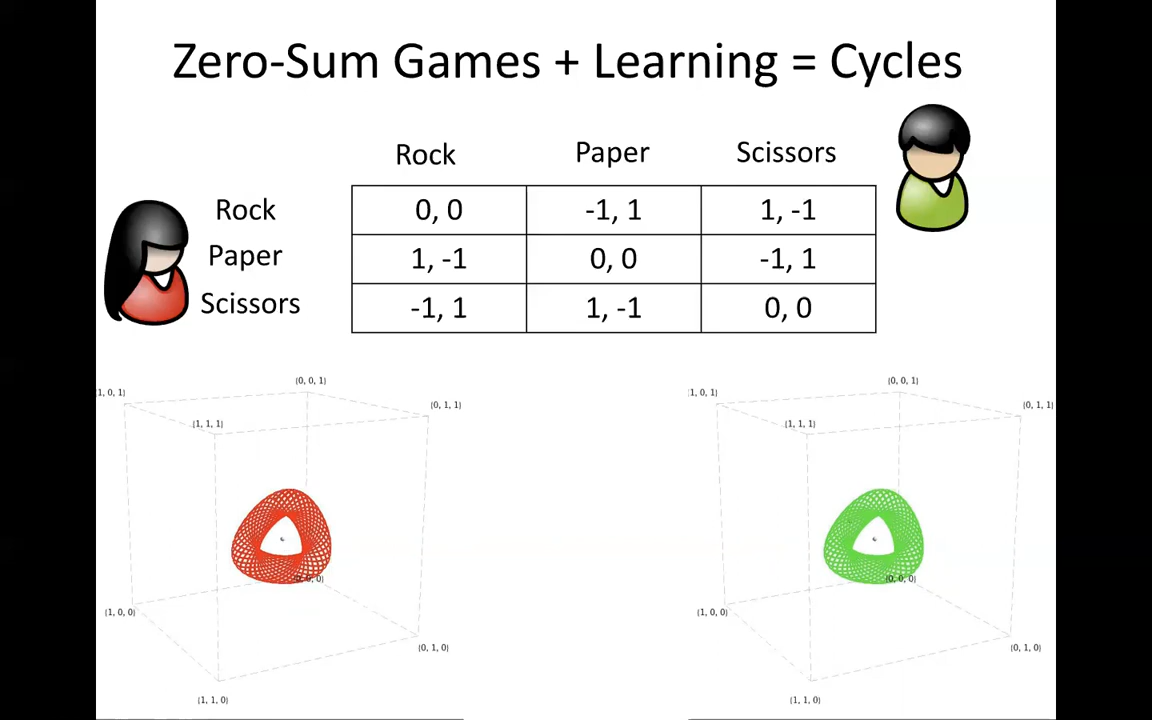 Zero-Sum Games + Learning = Cycles
Rock Paper Scissors
Rock 0, 0 -1, 1 1, -1
Paper 1, -1 0, 0 -1, 1
Scissors -1, 1 1, -1 0, 0
(0, 0, 1) (0, 0, 1)
1, 0, 1) (0, 1, 1) 1, 0, 1) (0, 1, 1)
(1, 1, 1) (1, 1, 1)
(0, 0, 0) (0, 0, 0)
(1, 0, 0) (1, 0, 0)
(0, 1, 0) (0, 1, 0)
(1, 1, 0) (1, 1, 0)